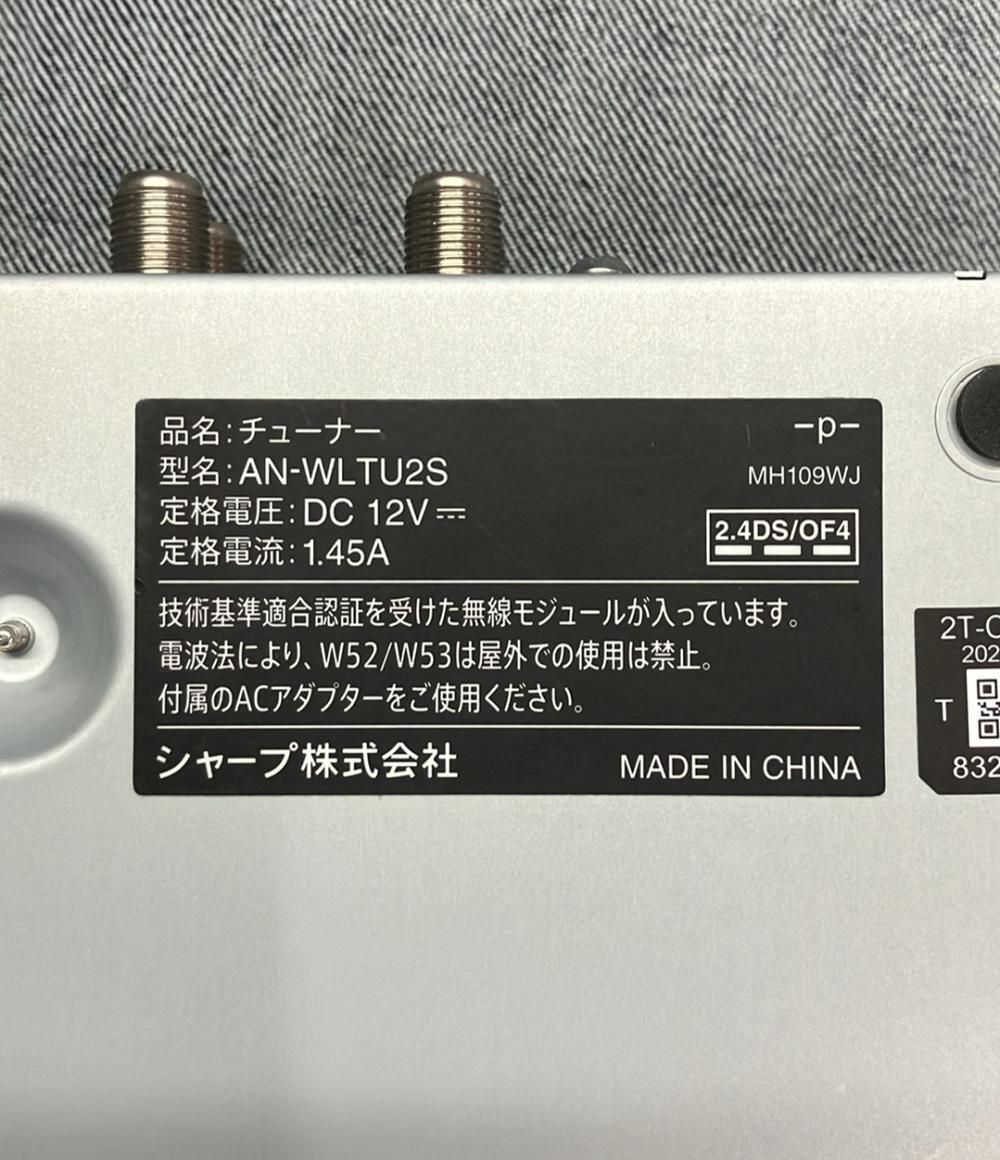 品名:チューナー
-p-
型名:AN-WLTU2S
MH109WJ
定格電圧:DC 12V⎓
2.4DS/OF4
定格電流:1.45A
技術基準適合認証を受けた無線モジュールが入っています。
電波法により、W52/W53は屋外での使用は禁止。
付属のACアダプターをご使用ください。
シャープ株式会社
MADE IN CHINA
2T-C
202
T
832